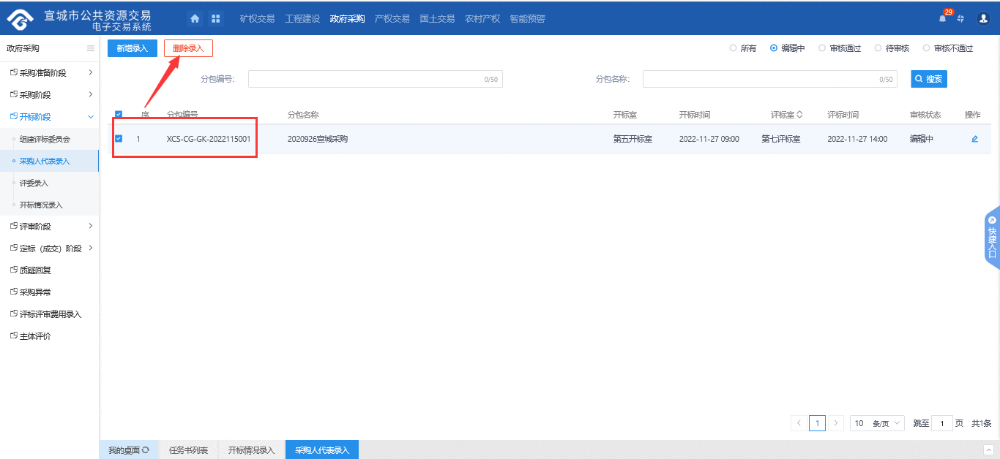 宣城市公共资源交易
电子交易系统
矿权交易 工程建设 政府采购 产权交易 国土交易 农村产权 智能预警
29
政府采购
采购准备阶段
采购阶段
开标阶段
组建评标委员会
采购人代表录入
评委录入
开标情况录入
评审阶段
定标（成交）阶段
质疑回复
采购异常
评标评审费用录入
主体评价
新增录入 删除录入
所有 编辑中 审核通过 待审核 审核不通过
分包编号: 0/50 分包名称: 0/50 搜索
序 分包编号 分包名称 开标室 开标时间 评标室 评标时间 审核状态 操作
1 XCS-CG-GK-2022115001 2020926宣城采购 第五开标室 2022-11-27 09:00 第七评标室 2022-11-27 14:00 编辑中
快捷入口
1 10 条/页 跳至 1 页 共1条
我的桌面 任务书列表 开标情况录入 采购人代表录入